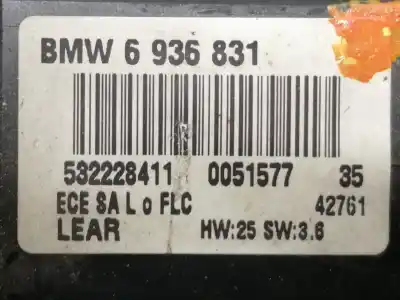 BMW 6 936 831
532228411 0051577 35
ECE SA L o FLC 42761
LEAR HW:25 SW:3.6